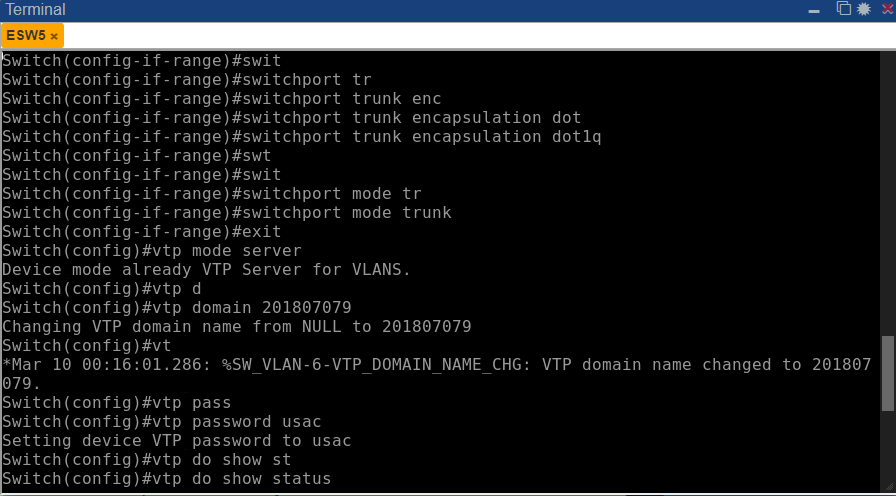 Terminal
ESW5 ×
Switch(config-if-range)#swit
Switch(config-if-range)#switchport tr
Switch(config-if-range)#switchport trunk enc
Switch(config-if-range)#switchport trunk encapsulation dot
Switch(config-if-range)#switchport trunk encapsulation dot1q
Switch(config-if-range)#swt
Switch(config-if-range)#swit
Switch(config-if-range)#switchport mode tr
Switch(config-if-range)#switchport mode trunk
Switch(config-if-range)#exit
Switch(config)#vtp mode server
Device mode already VTP Server for VLANS.
Switch(config)#vtp d
Switch(config)#vtp domain 201807079
Changing VTP domain name from NULL to 201807079
Switch(config)#vt
*Mar 10 00:16:01.286: %SW_VLAN-6-VTP_DOMAIN_NAME_CHG: VTP domain name changed to 201807
079.
Switch(config)#vtp pass
Switch(config)#vtp password usac
Setting device VTP password to usac
Switch(config)#vtp do show st
Switch(config)#vtp do show status